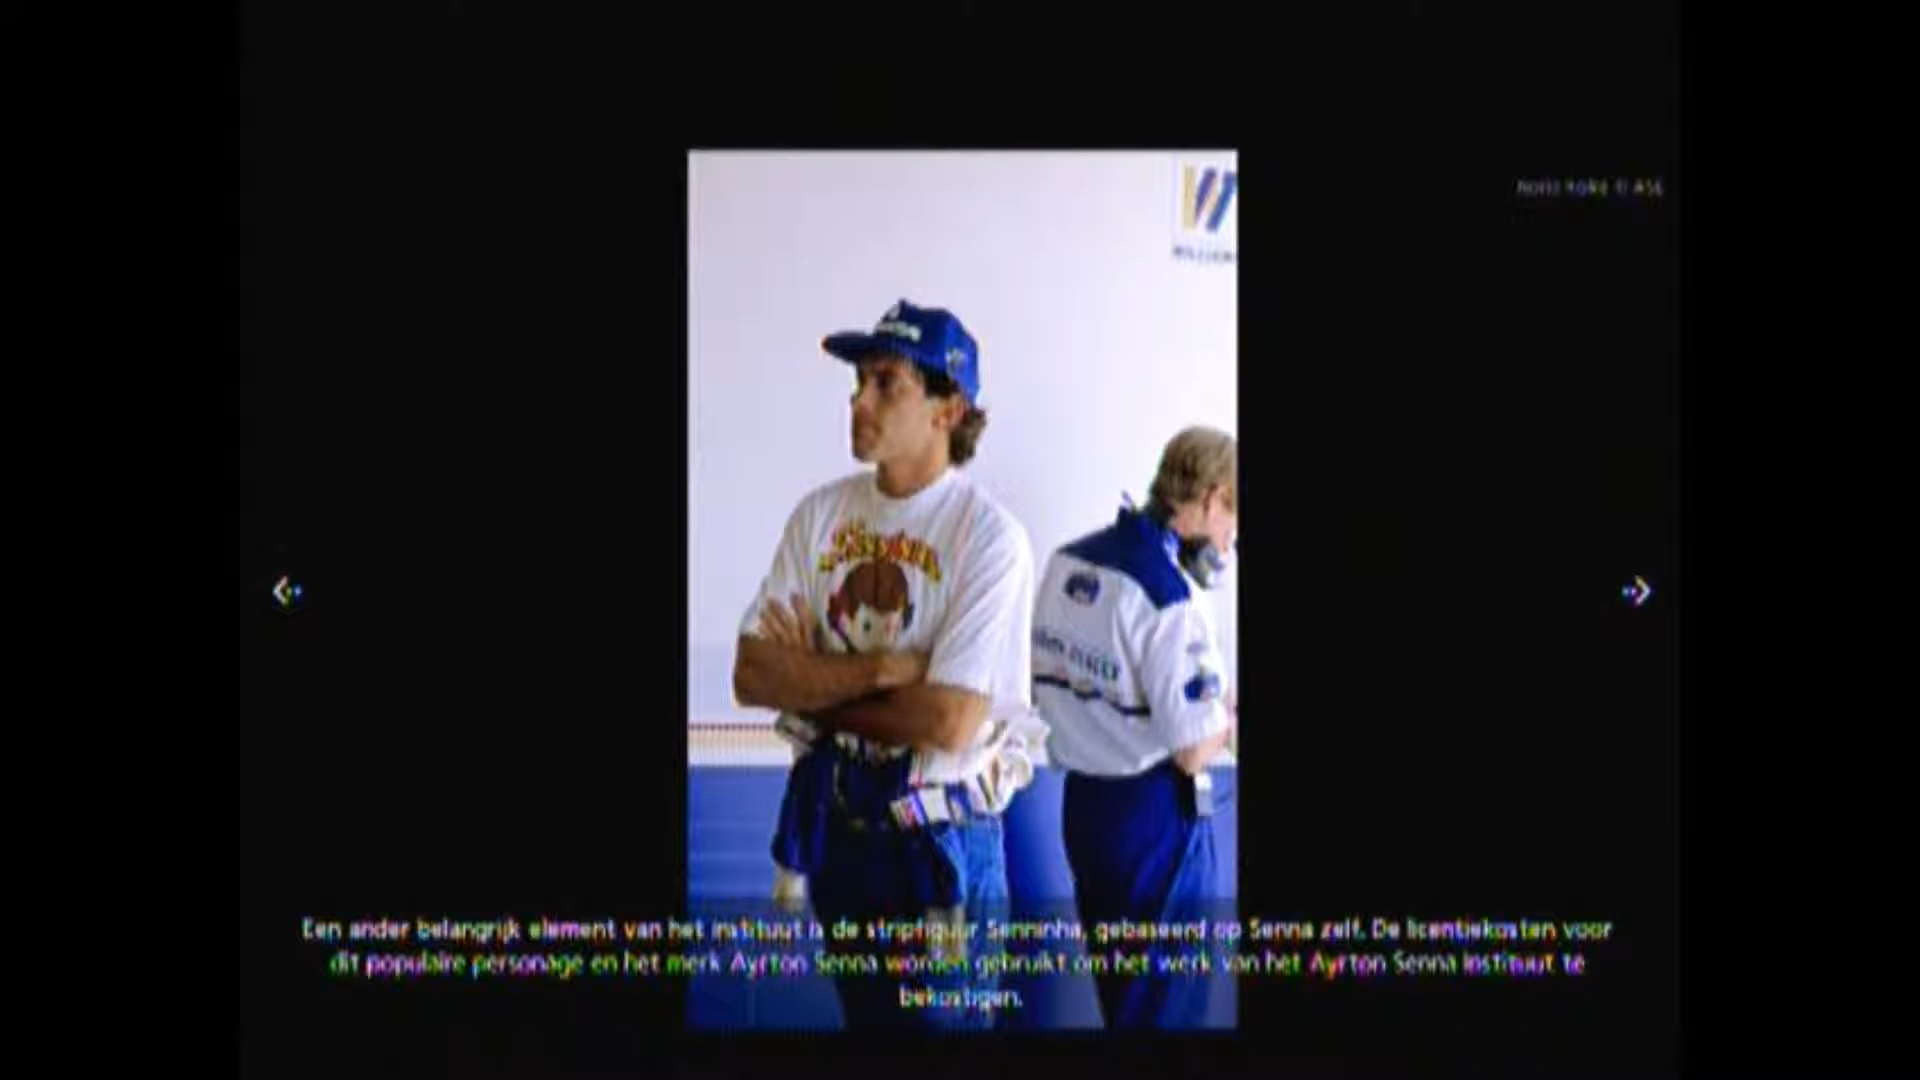 Een ander belangrijk element van het instituut is de stripfiguur Senninha, gebaseerd op Senna zelf. De licentiekosten voor
dit populaire personage en het merk Ayrton Senna worden gebruikt om het werk van het Ayrton Senna Instituut te
bekostigen.